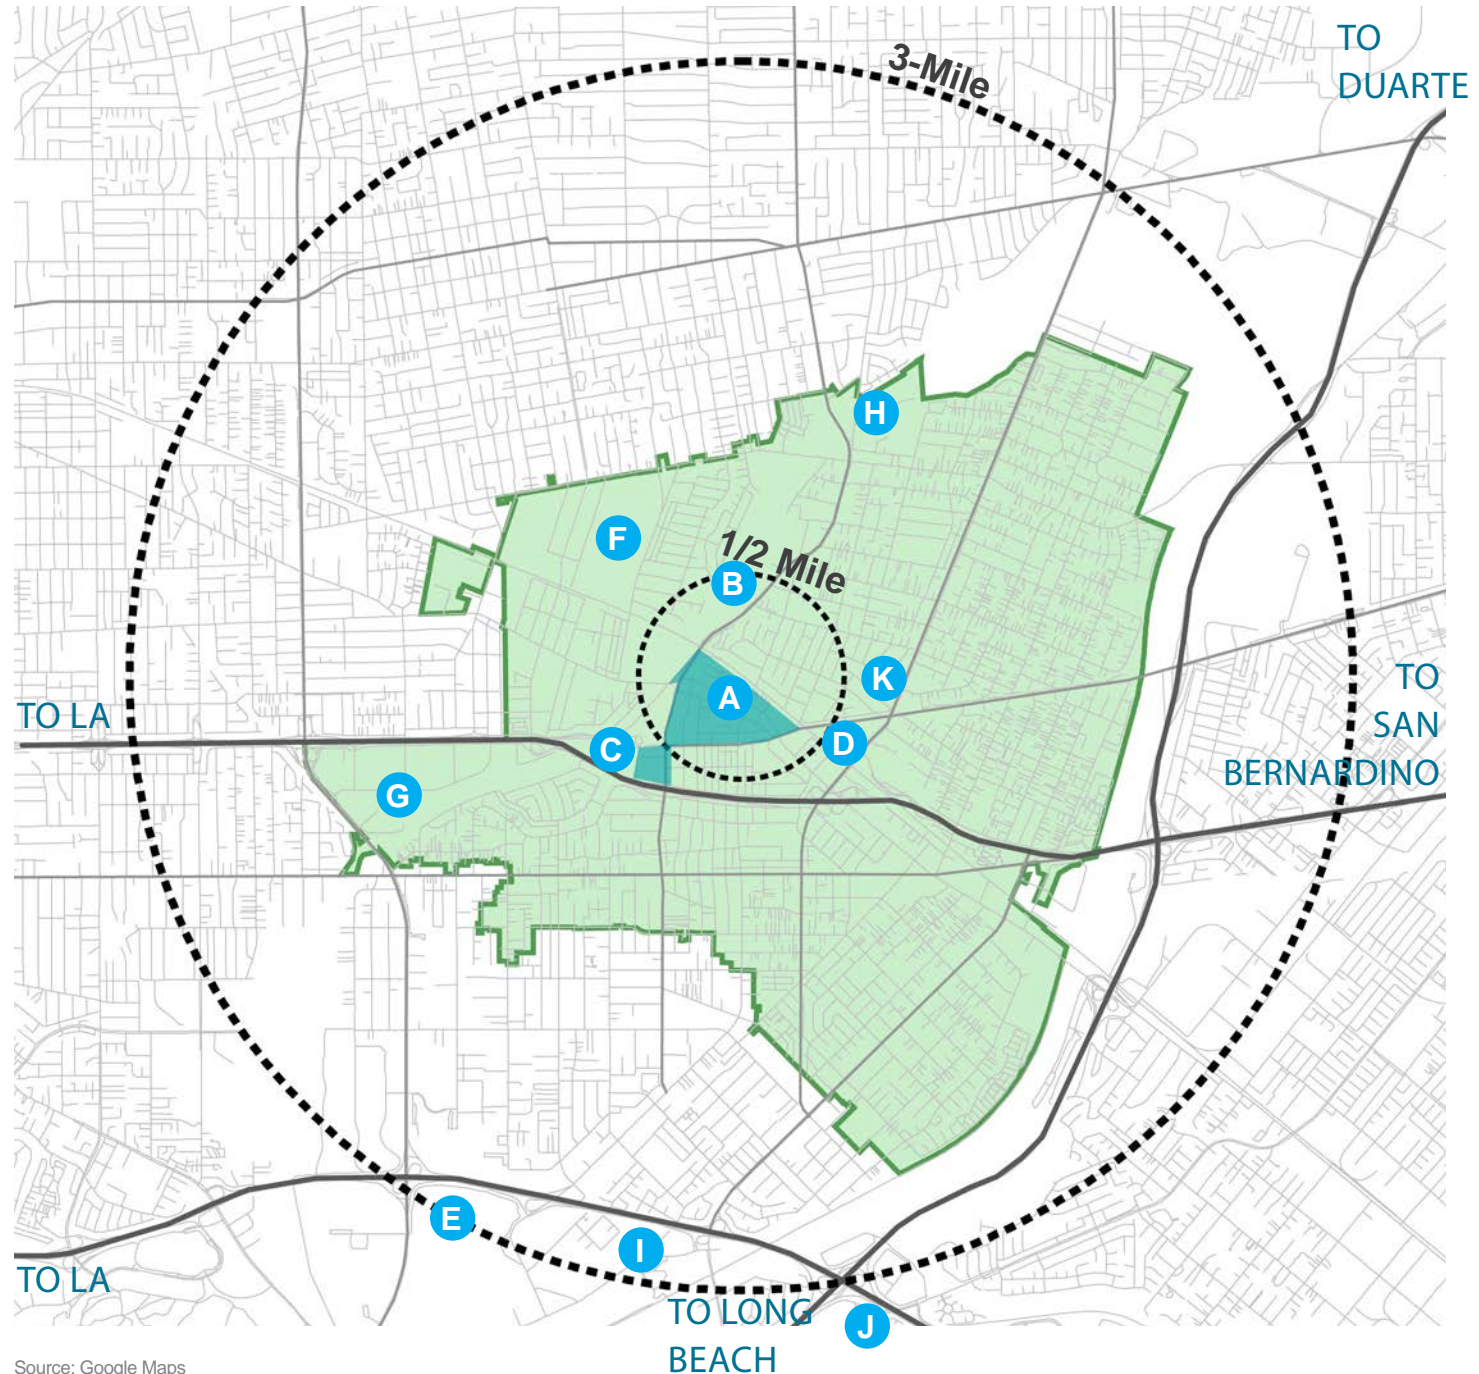 TO
DUARTE
3-Mile
H
F
1/2 Mile
B
K
A
TO LA
D
C
G
TO
SAN
BERNARDINO
E
I
TO LA
TO LONG
BEACH
J
Source: Google Maps